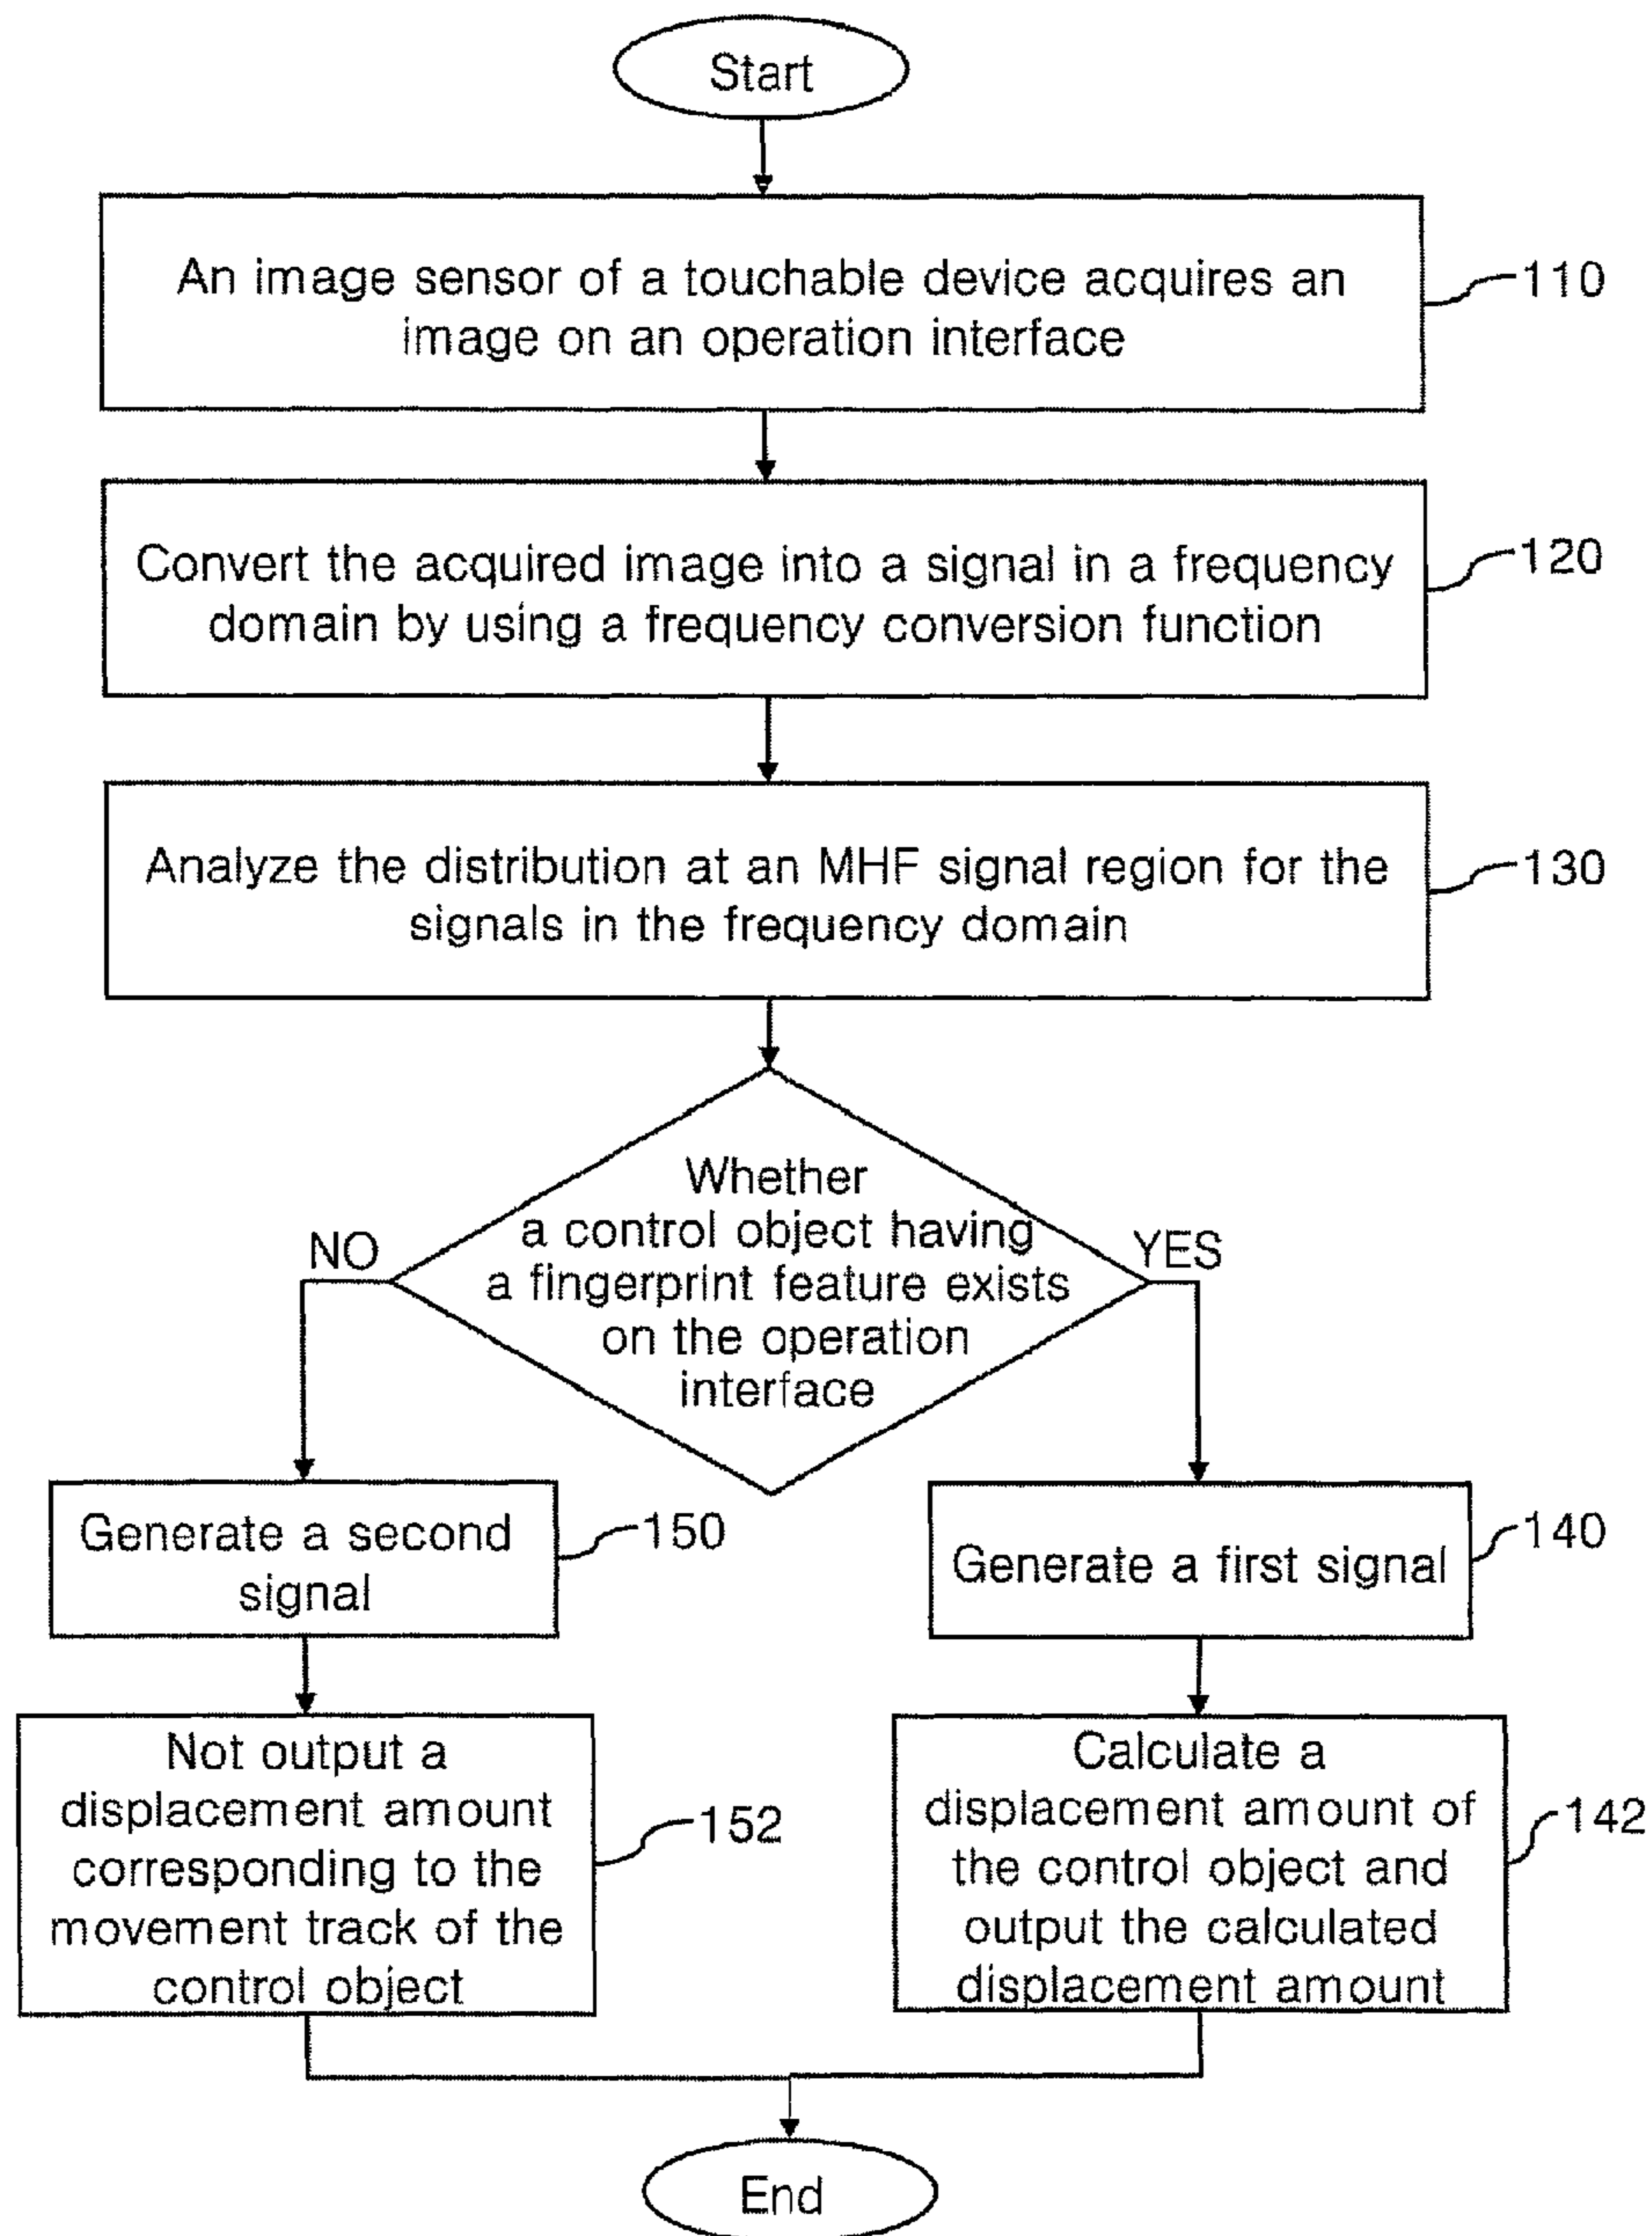 Start
An image sensor of a touchable device acquires an
image on an operation interface
110
Convert the acquired image into a signal in a frequency
domain by using a frequency conversion function
120
Analyze the distribution at an MHF signal region for the
signals in the frequency domain
130
Whether
a control object having
a fingerprint feature exists
on the operation
interface
NO
YES
Generate a second
signal
150
Generate a first signal
140
Not output a
displacement amount
corresponding to the
movement track of the
control object
152
Calculate a
displacement amount of
the control object and
output the calculated
displacement amount
142
End